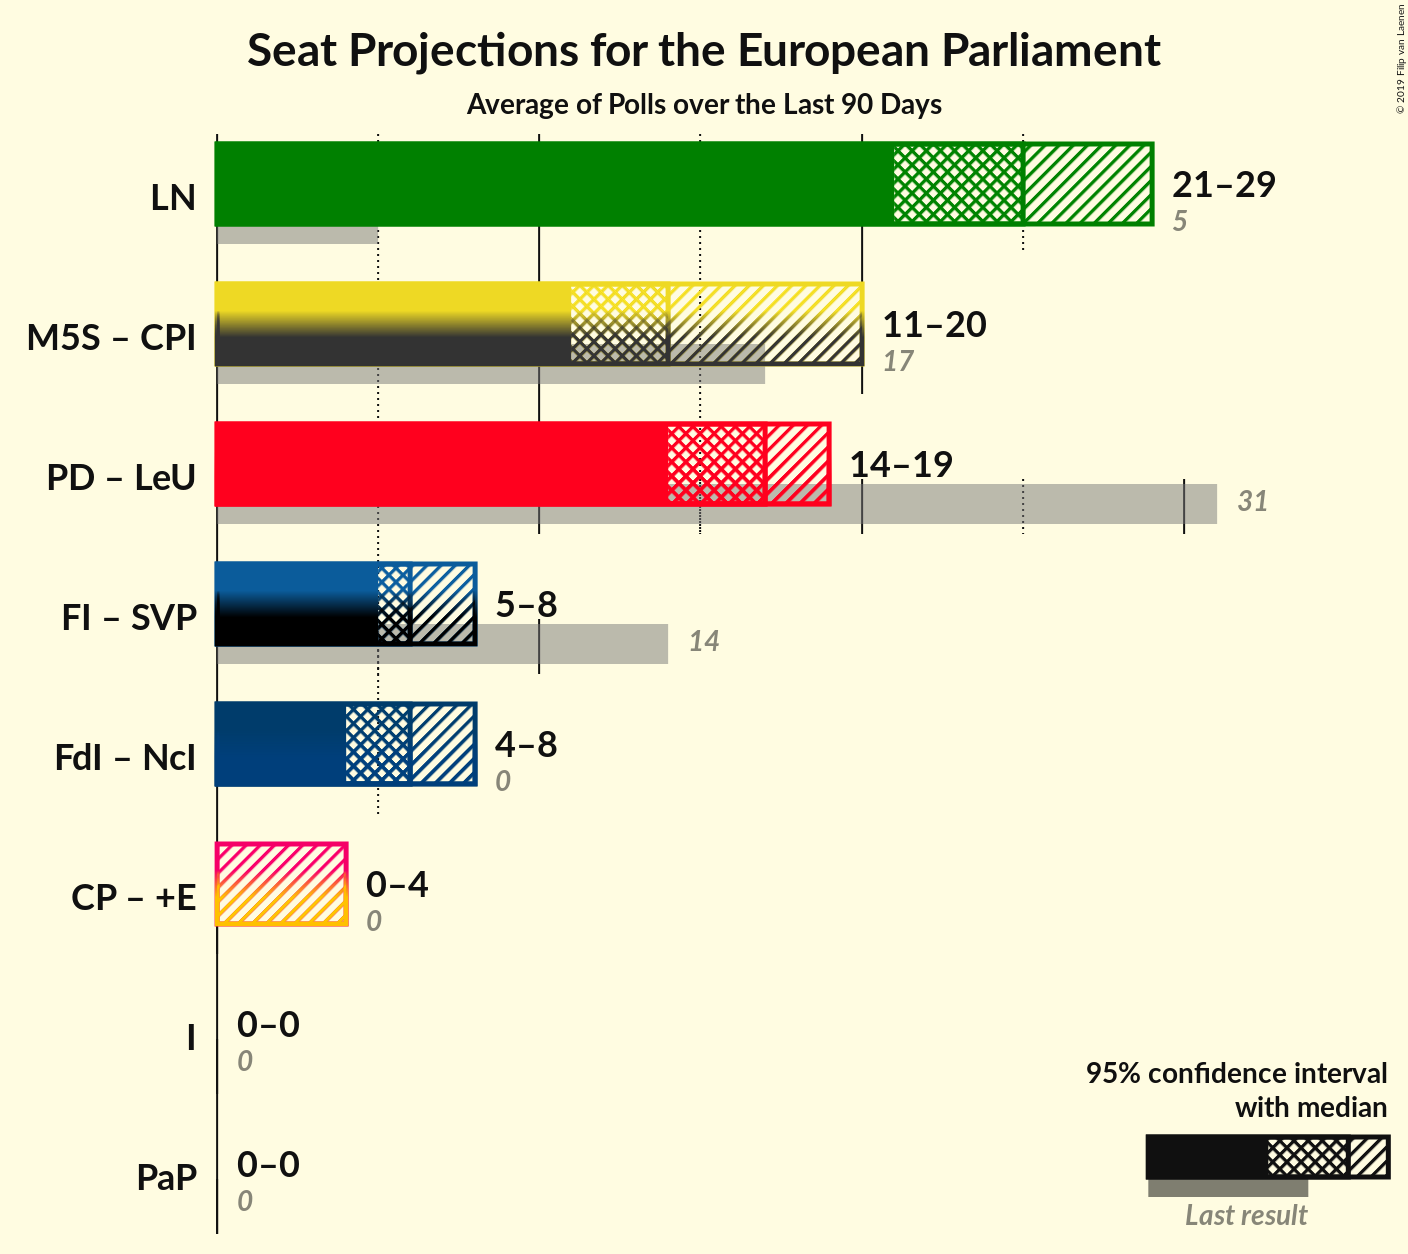 Seat Projections for the European Parliament
Average of Polls over the Last 90 Days
© 2019 Filip van Laenen
LN
21–29
5
M5S – CPI
11–20
17
PD – LeU
14–19
31
FI – SVP
5–8
14
FdI – NcI
4–8
0
CP – +E
0–4
0
I
0–0
0
PaP
0–0
0
95% confidence interval
with median
Last result